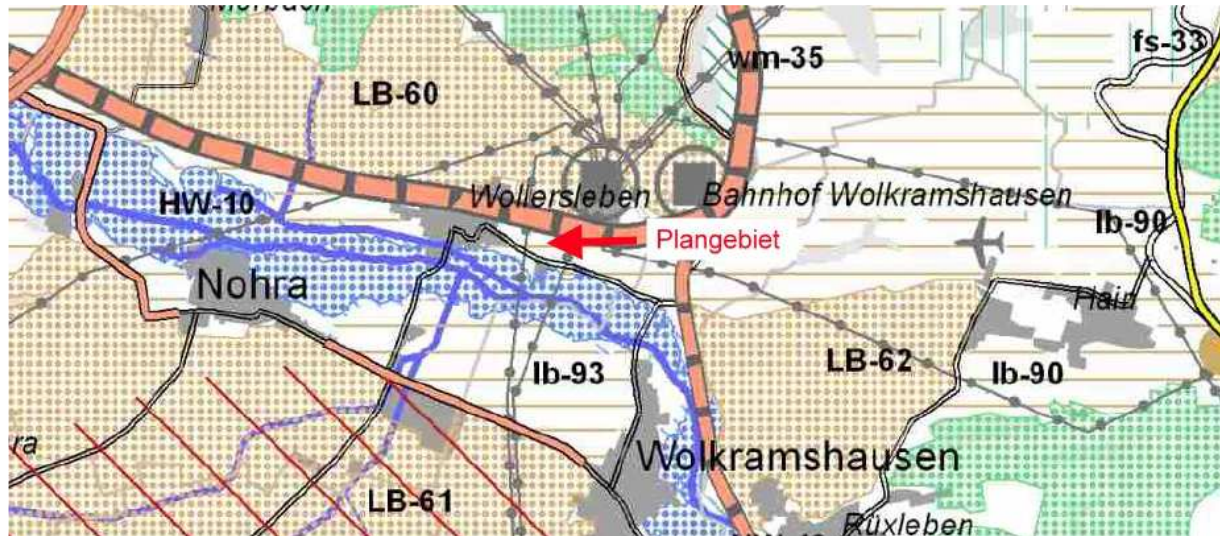 LB-60
wm-35
fs-33
HW-10
Wollersleben
Bahnhof Wolkramshausen
lb-90
Plangebiet
Nohra
Hain
LB-62
lb-93
lb-90
ra
Wolkramshausen
LB-61
Rüxleben